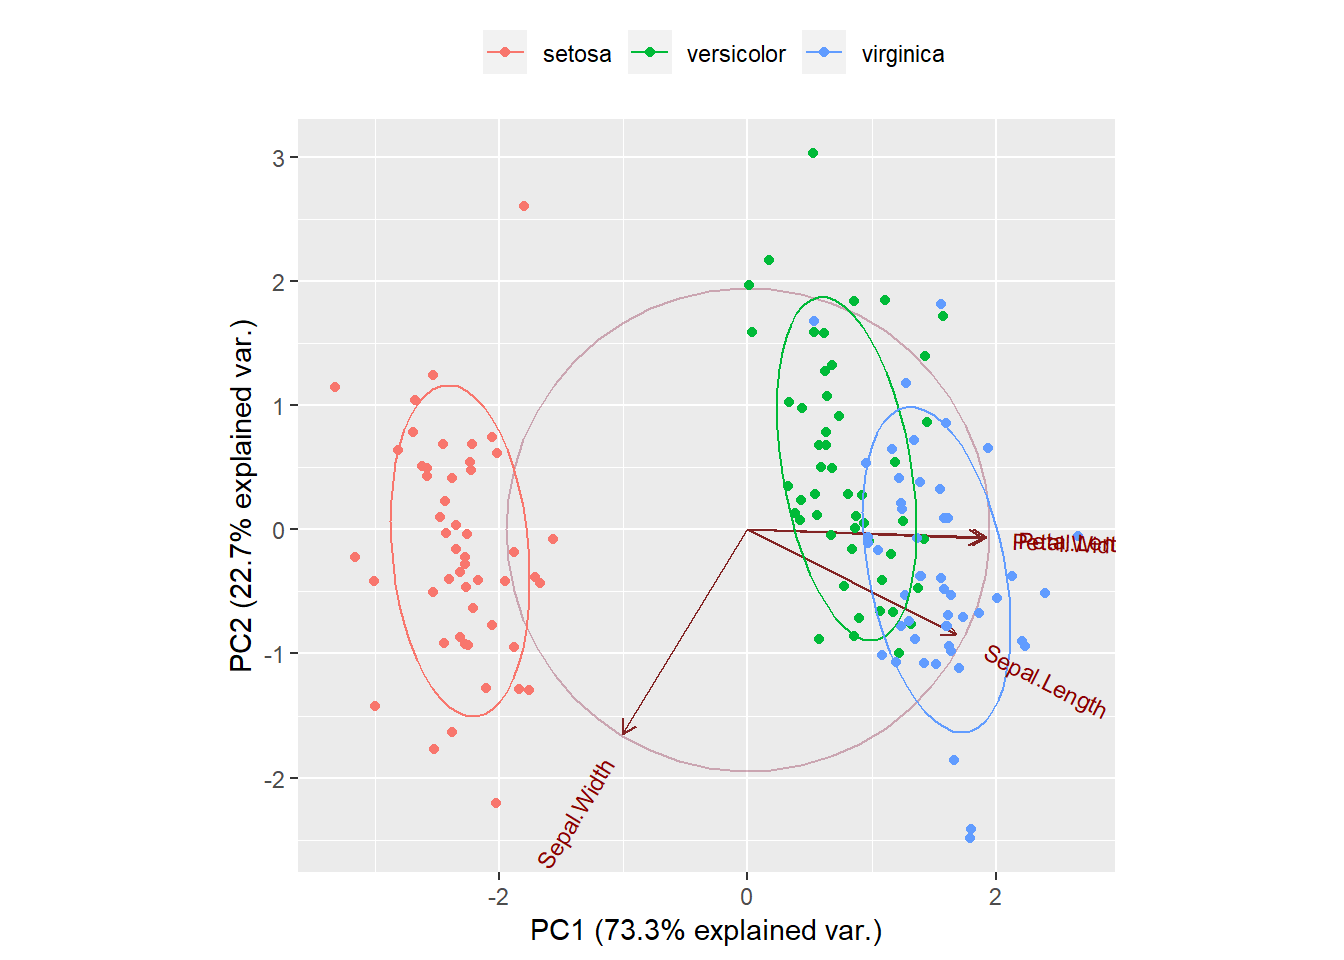 setosa versicolor virginica
3
2
1
0
-1
-2
PC2 (22.7% explained var.)
Sepal.Length
Sepal.Width
-2 0 2
PC1 (73.3% explained var.)